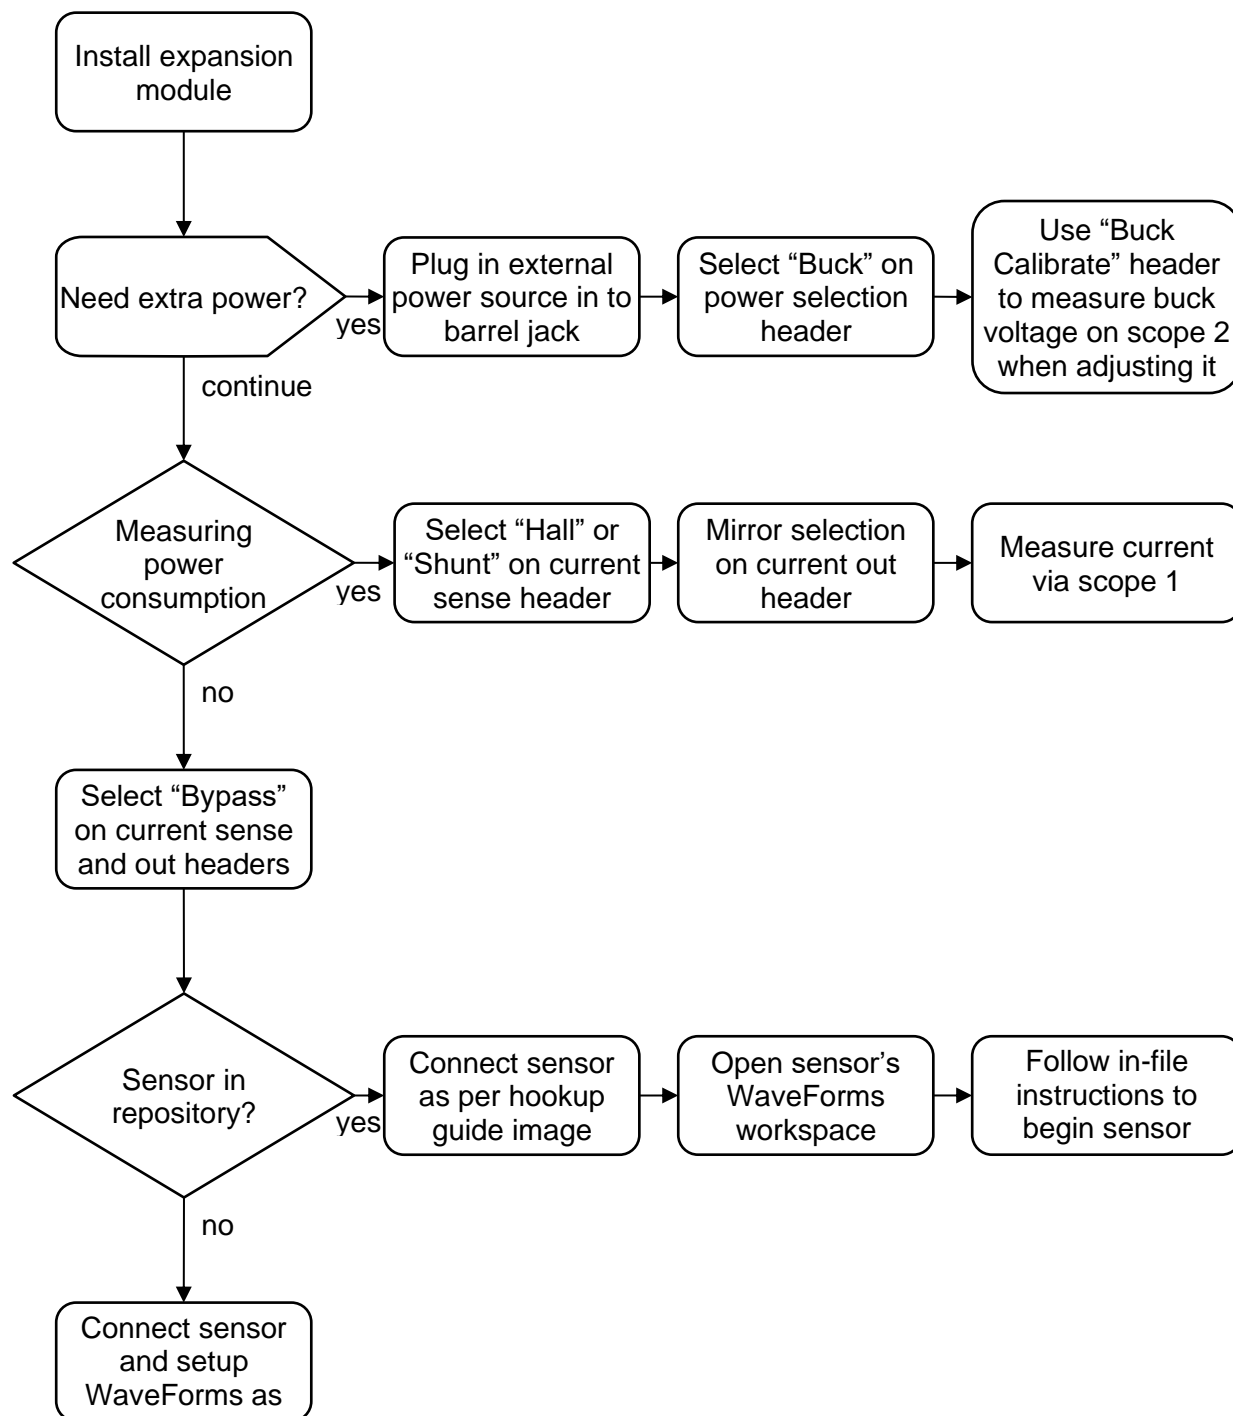 Install expansion
module
Need extra power?
yes
Plug in external
power source in to
barrel jack
Select “Buck” on
power selection
header
Use “Buck
Calibrate” header
to measure buck
voltage on scope 2
when adjusting it
continue
Measuring
power
consumption
yes
Select “Hall” or
“Shunt” on current
sense header
Mirror selection
on current out
header
Measure current
via scope 1
no
Select “Bypass”
on current sense
and out headers
Sensor in
repository?
yes
Connect sensor
as per hookup
guide image
Open sensor’s
WaveForms
workspace
Follow in-file
instructions to
begin sensor
no
Connect sensor
and setup
WaveForms as